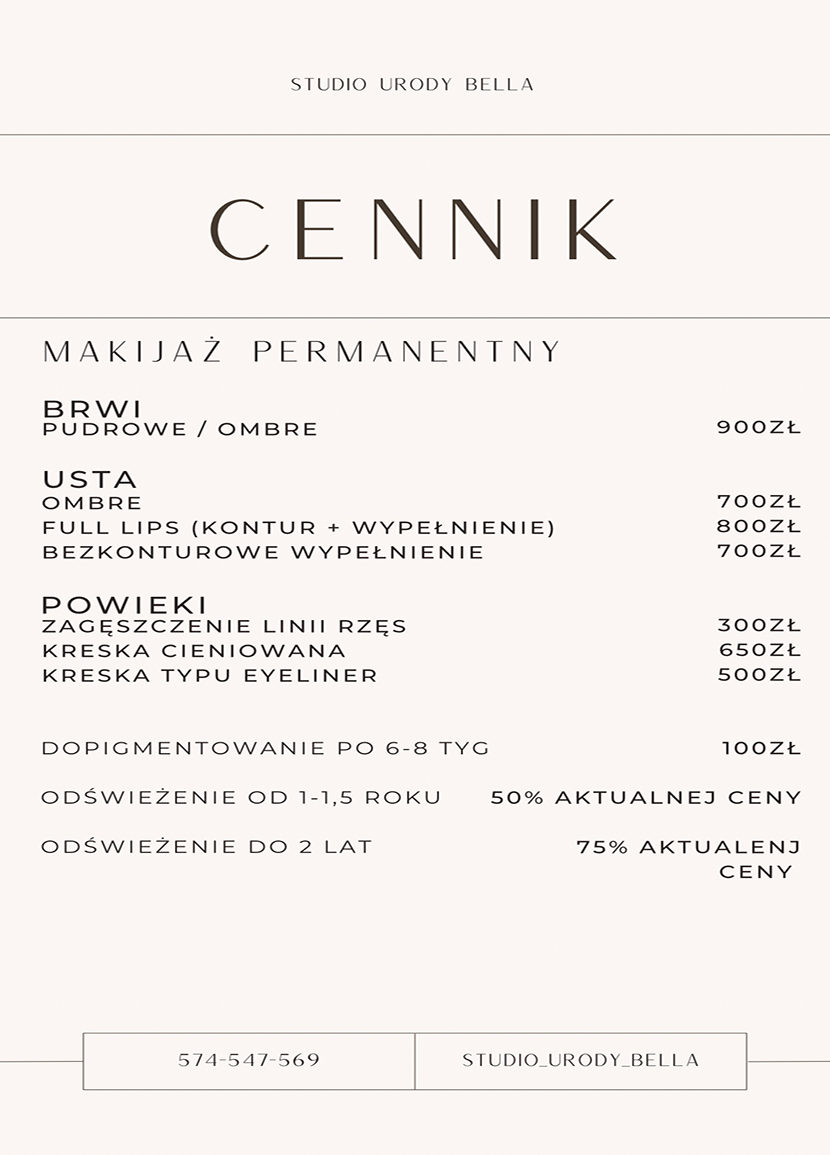 STUDIO URODY BELLA
CENNIK
MAKIJAŻ PERMANENTNY
BRWI
PUDROWE / OMBRE 900ZŁ
USTA
OMBRE 700ZŁ
FULL LIPS (KONTUR + WYPEŁNIENIE) 800ZŁ
BEZKONTUROWE WYPEŁNIENIE 700ZŁ
POWIEKI
ZAGĘSZCZENIE LINII RZĘS 300ZŁ
KRESKA CIENIOWANA 650ZŁ
KRESKA TYPU EYELINER 500ZŁ
DOPIGMENTOWANIE PO 6-8 TYG 100ZŁ
ODŚWIEŻENIE OD 1-1,5 ROKU 50% AKTUALNEJ CENY
ODŚWIEŻENIE DO 2 LAT 75% AKTUALENJ
CENY
574-547-569 STUDIO_URODY_BELLA